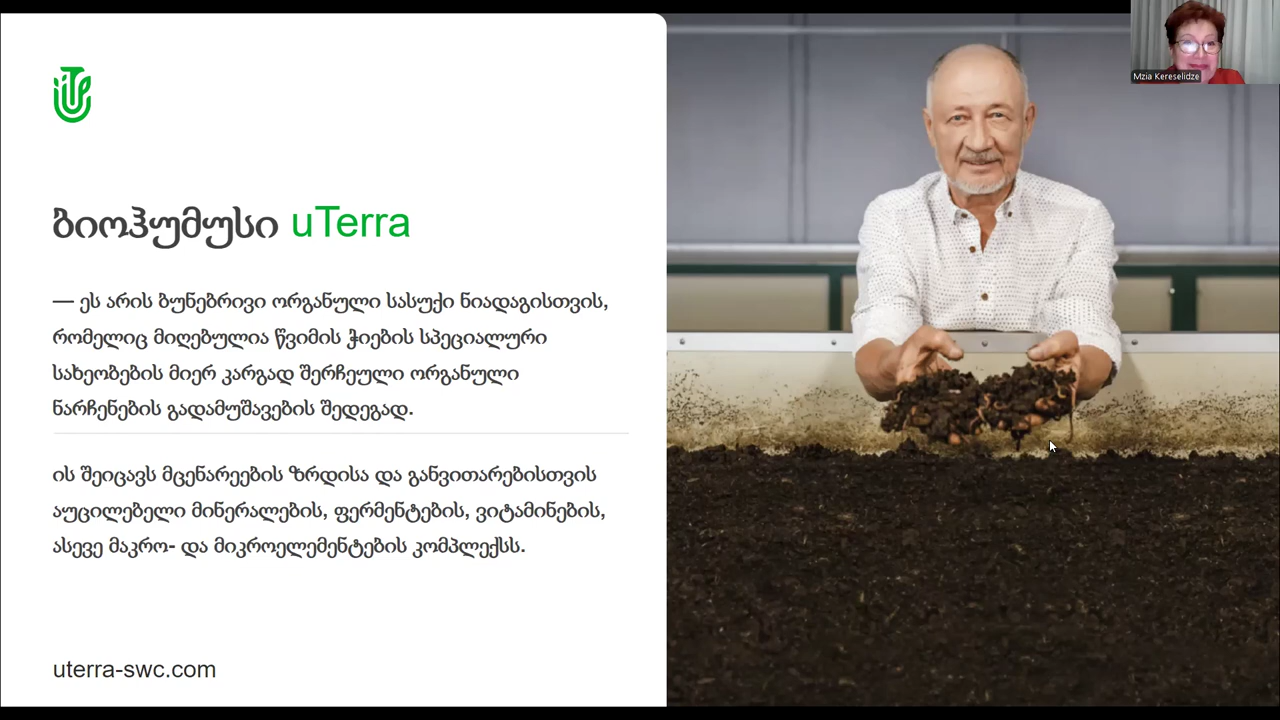 ბიოჰუმუსი uTerra
— ეს არის ბუნებრივი ორგანული სასუქი ნიადაგისთვის,
რომელიც მიღებულია წვიმის ჭიების სპეციალური
სახეობების მიერ კარგად შერჩეული ორგანული
ნარჩენების გადამუშავების შედეგად.
ის შეიცავს მცენარეების ზრდისა და განვითარებისთვის
აუცილებელი მინერალების, ფერმენტების, ვიტამინების,
ასევე მაკრო- და მიკროელემენტების კომპლექსს.
uterra-swc.com
Mzia Kereselidze